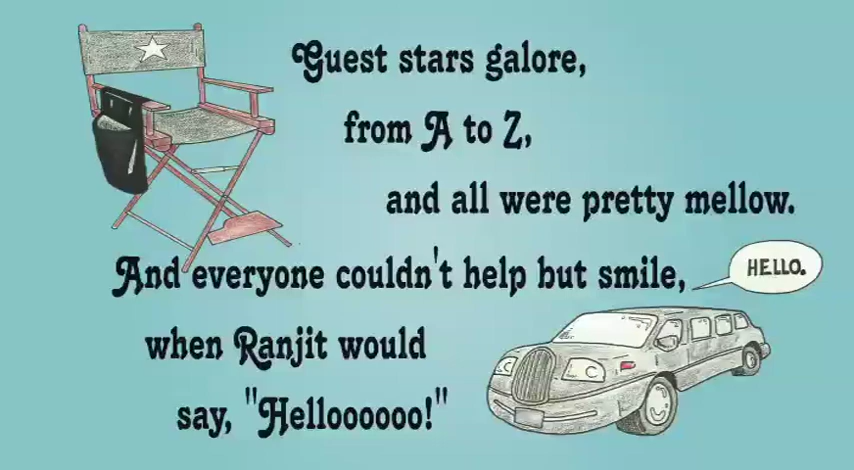 Guest stars galore,
from A to Z,
and all were pretty mellow.
And everyone couldn't help but smile,
HELLO.
when Ranjit would
say, "Helloooooo!"